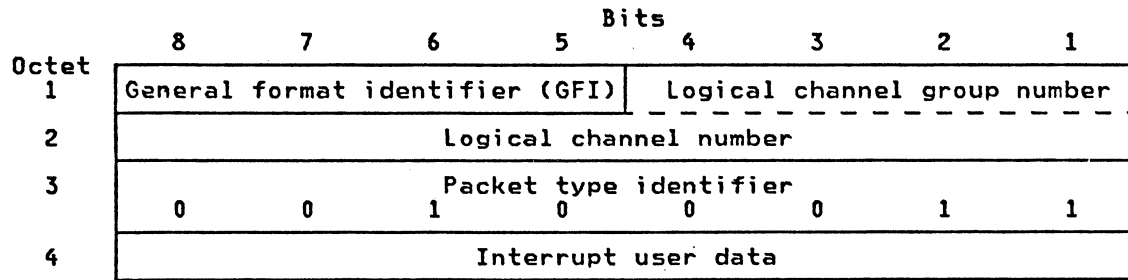 Bits
8 7 6 5 4 3 2 1
Octet
1 General format identifier (GFI) Logical channel group number
2 Logical channel number
3 Packet type identifier
0 0 1 0 0 0 1 1
4 Interrupt user data